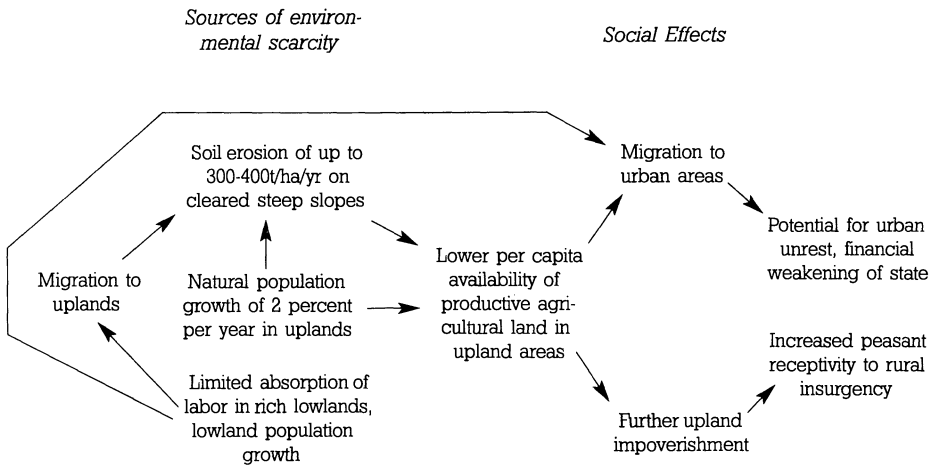 Sources of environ-
mental scarcity
Social Effects
Soil erosion of up to
300-400t/ha/yr on
cleared steep slopes
Migration to
urban areas
Potential for urban
unrest, financial
weakening of state
Migration to
uplands
Natural population
growth of 2 percent
per year in uplands
Lower per capita
availability of
productive agri-
cultural land in
upland areas
Increased peasant
receptivity to rural
insurgency
Limited absorption of
labor in rich lowlands,
lowland population
growth
Further upland
impoverishment